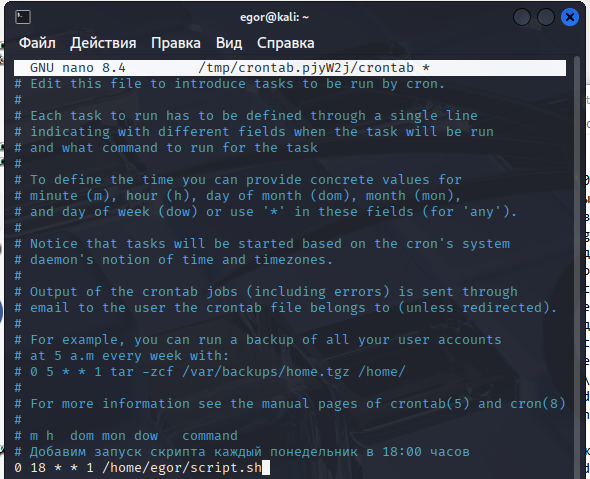 egor@kali: ~
Файл Действия Правка Вид Справка
GNU nano 8.4 /tmp/crontab.pjyW2j/crontab *
# Edit this file to introduce tasks to be run by cron.
#
# Each task to run has to be defined through a single line
# indicating with different fields when the task will be run
# and what command to run for the task
#
# To define the time you can provide concrete values for
# minute (m), hour (h), day of month (dom), month (mon),
# and day of week (dow) or use '*' in these fields (for 'any').
#
# Notice that tasks will be started based on the cron's system
# daemon's notion of time and timezones.
#
# Output of the crontab jobs (including errors) is sent through
# email to the user the crontab file belongs to (unless redirected).
#
# For example, you can run a backup of all your user accounts
# at 5 a.m every week with:
# 0 5 * * 1 tar -zcf /var/backups/home.tgz /home/
#
# For more information see the manual pages of crontab(5) and cron(8)
#
# m h  dom mon dow   command
# Добавим запуск скрипта каждый понедельник в 18:00 часов
0 18 * * 1 /home/egor/script.sh